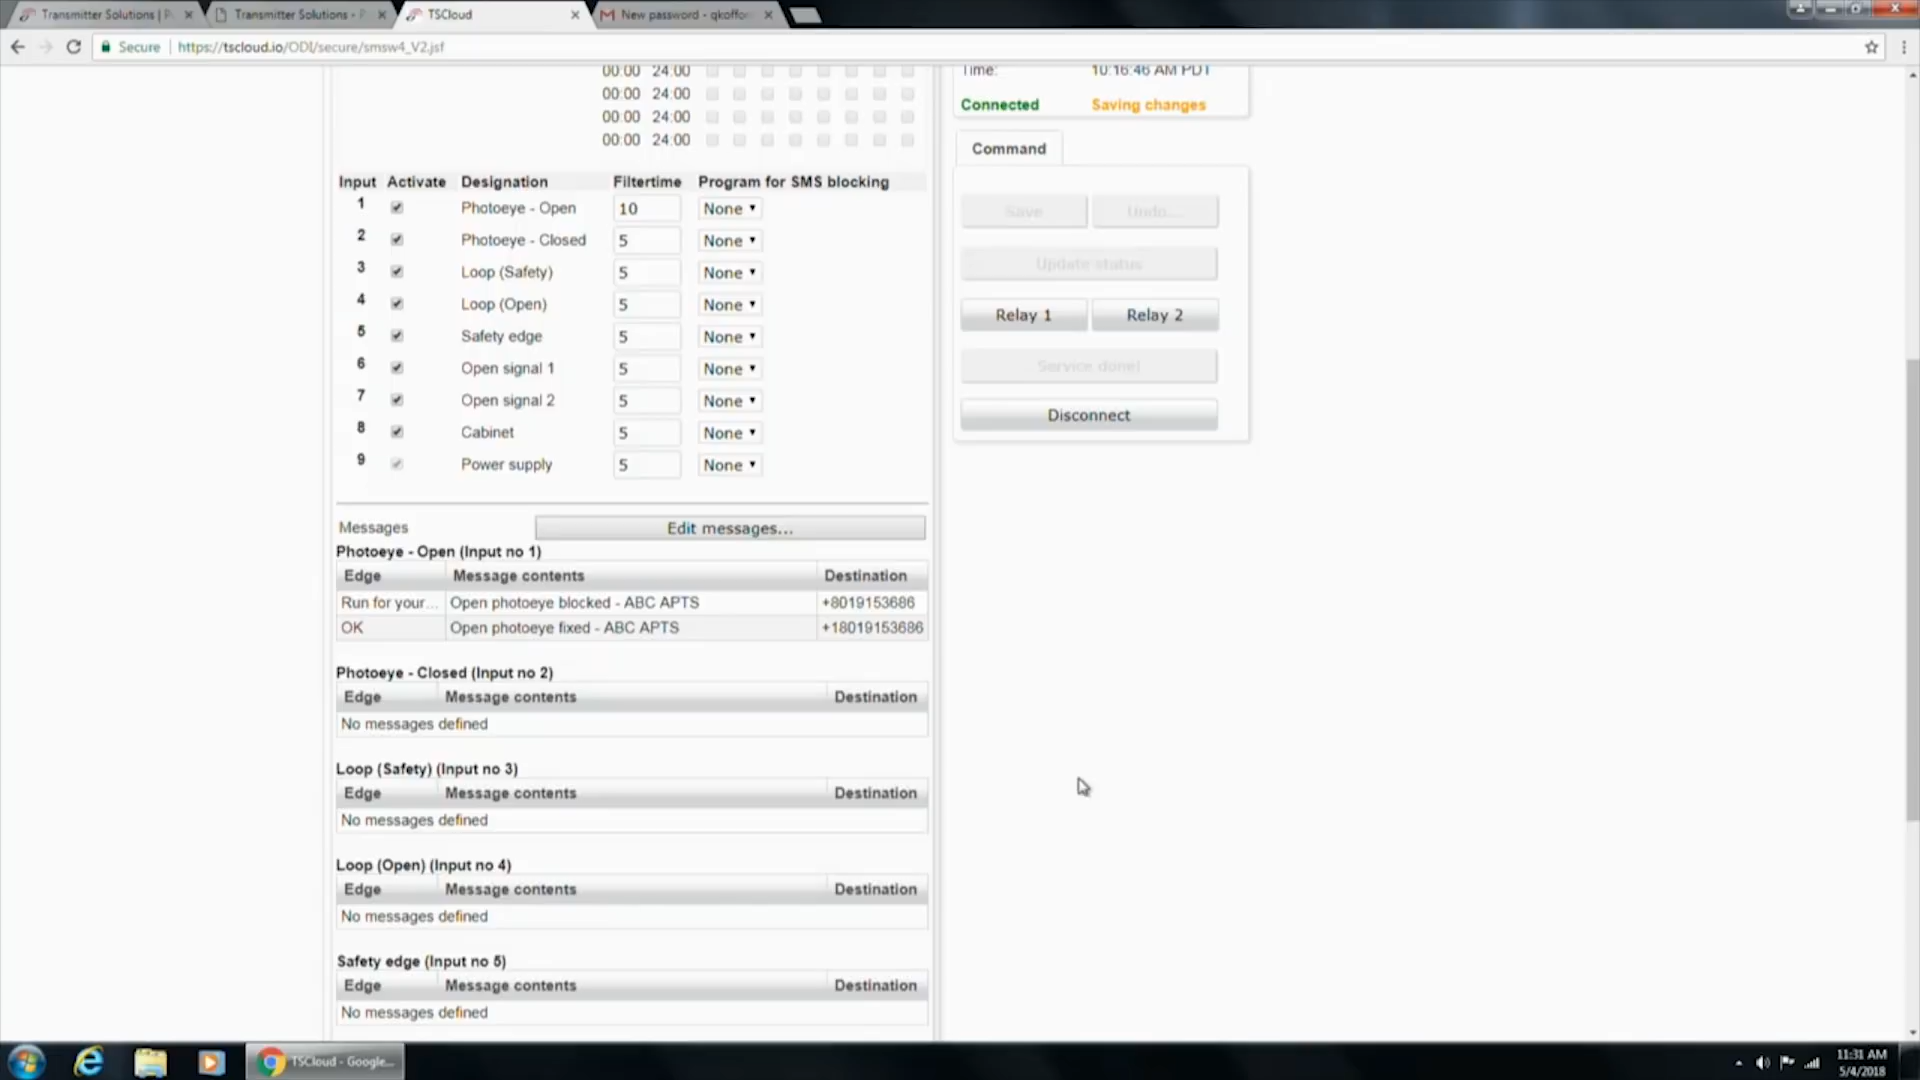 Transmitter Solutions |
Transmitter Solutions -
TSCloud
New password - qkoffor
Secure
https://tscloud.io/ODI/secure/smsw4_V2.jsf
00:00 24:00
00:00 24:00
00:00 24:00
00:00 24:00
Time: 10:16:46 AM PDT
Connected Saving changes
Command
Save Undo...
Update status
Relay 1 Relay 2
Service done!
Disconnect
Input Activate Designation Filtertime Program for SMS blocking
1 Photoeye - Open 10 None
2 Photoeye - Closed 5 None
3 Loop (Safety) 5 None
4 Loop (Open) 5 None
5 Safety edge 5 None
6 Open signal 1 5 None
7 Open signal 2 5 None
8 Cabinet 5 None
9 Power supply 5 None
Messages Edit messages...
Photoeye - Open (Input no 1)
Edge Message contents Destination
Run for your... Open photoeye blocked - ABC APTS +8019153686
OK Open photoeye fixed - ABC APTS +18019153686
Photoeye - Closed (Input no 2)
Edge Message contents Destination
No messages defined
Loop (Safety) (Input no 3)
Edge Message contents Destination
No messages defined
Loop (Open) (Input no 4)
Edge Message contents Destination
No messages defined
Safety edge (Input no 5)
Edge Message contents Destination
No messages defined
TSCloud - Google...
11:31 AM
5/4/2018